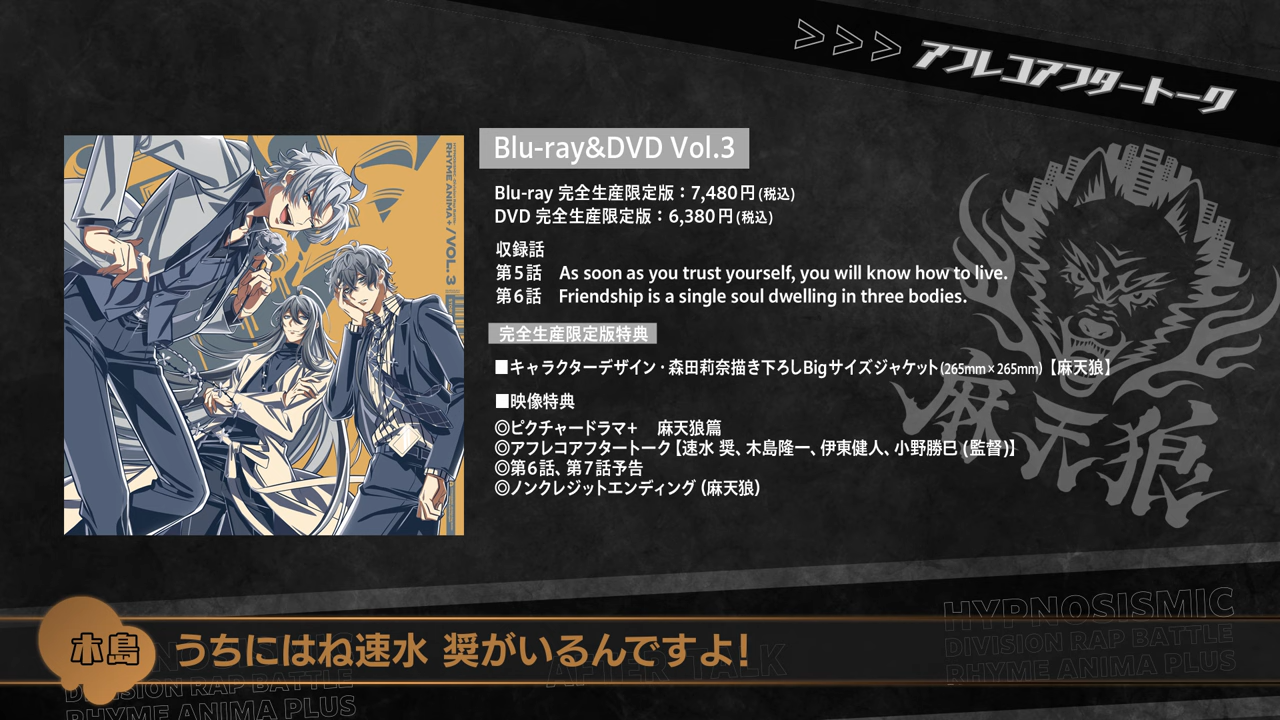 >>> アフレコアフタートーク
RHYME ANIMA+/VOL.3
Blu-ray&DVD Vol.3
Blu-ray 完全生産限定版：7,480円(税込)
DVD 完全生産限定版：6,380円(税込)
収録話
第5話　As soon as you trust yourself, you will know how to live.
第6話　Friendship is a single soul dwelling in three bodies.
完全生産限定版特典
■キャラクターデザイン・森田莉奈描き下ろしBigサイズジャケット(265mm×265mm)【麻天狼】
■映像特典
◎ピクチャードラマ+　麻天狼篇
◎アフレコアフタートーク【速水 奨、木島隆一、伊東健人、小野勝巳(監督)】
◎第6話、第7話予告
◎ノンクレジットエンディング（麻天狼）
麻天狼
木島
うちにはね速水 奨がいるんですよ!
AFTER TALK
DIVISION RAP BATTLE
RHYME ANIMA PLUS
HYPNOSISMIC
DIVISION RAP BATTLE
RHYME ANIMA PLUS